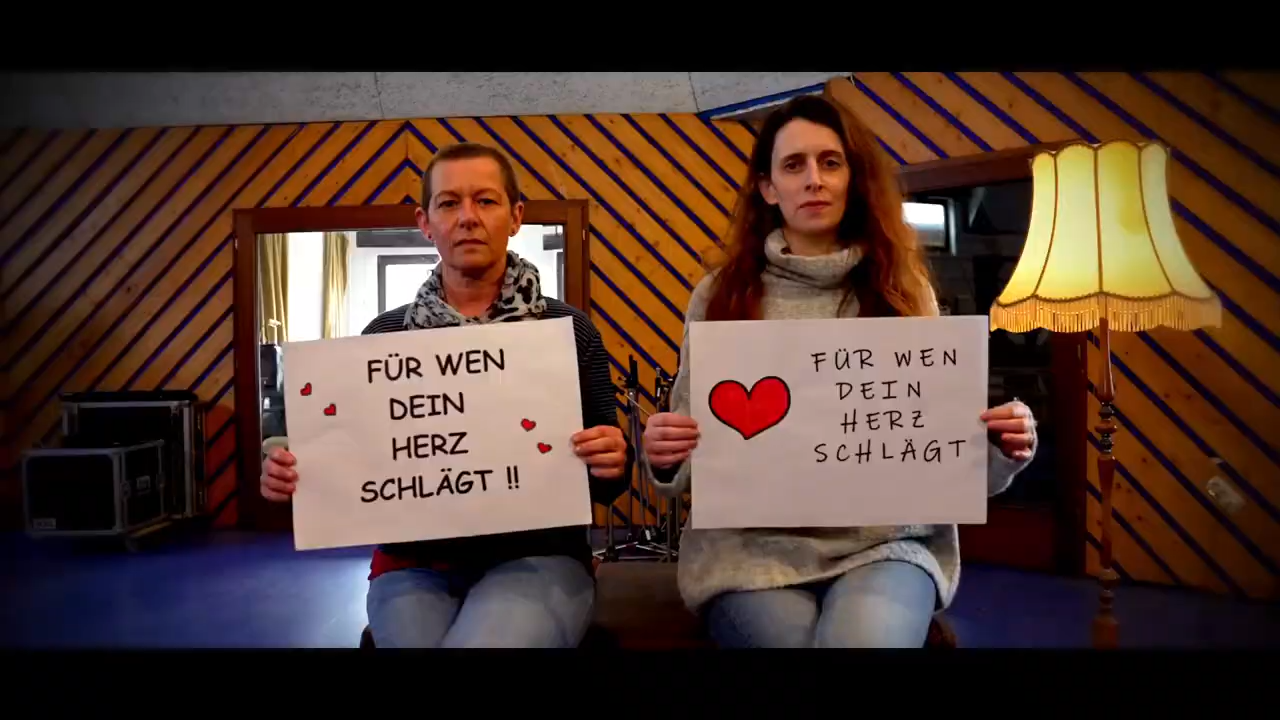 FÜR WEN
DEIN
HERZ
SCHLÄGT !!
FÜR WEN
DEIN
HERZ
SCHLÄGT